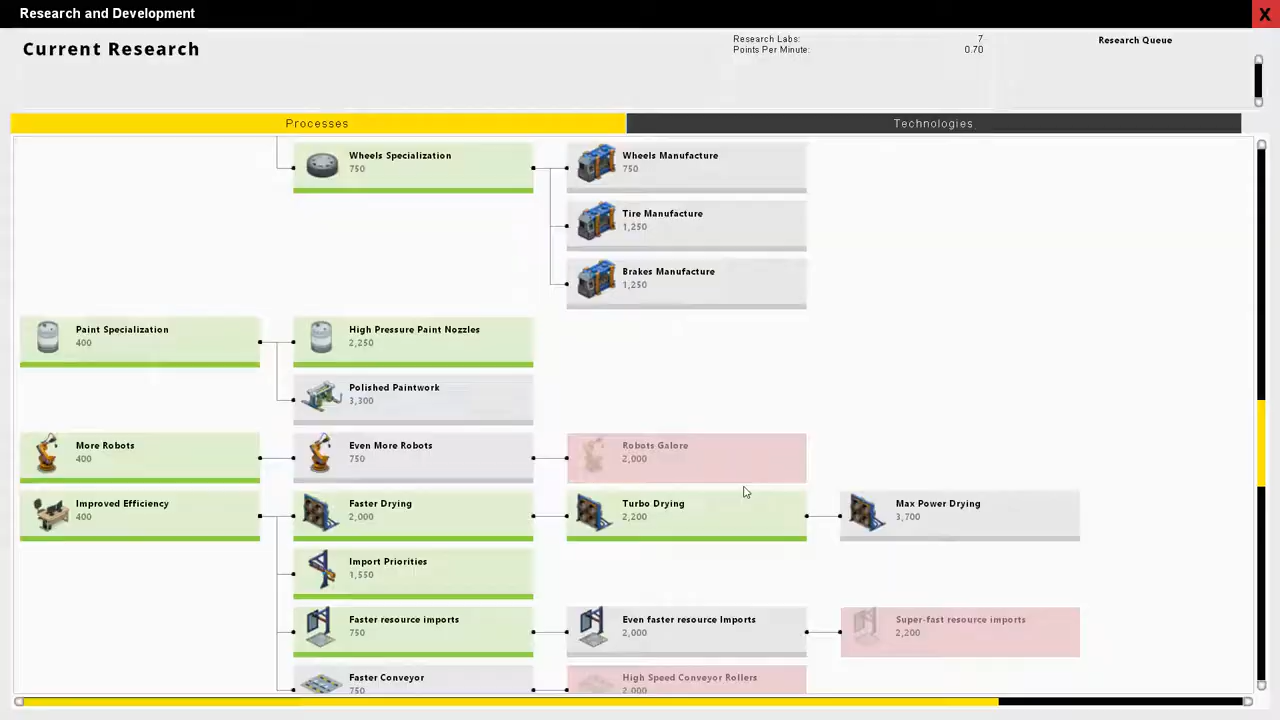 Research and Development
X
Current Research
Research Labs: 7
Points Per Minute: 0.70
Research Queue
Processes
Technologies
Wheels Specialization
750
Wheels Manufacture
750
Tire Manufacture
1,250
Brakes Manufacture
1,250
Paint Specialization
400
High Pressure Paint Nozzles
2,250
Polished Paintwork
3,300
More Robots
400
Even More Robots
750
Robots Galore
2,000
Improved Efficiency
400
Faster Drying
2,000
Turbo Drying
2,200
Max Power Drying
3,700
Import Priorities
1,550
Faster resource imports
750
Even faster resource Imports
2,000
Super-fast resource imports
2,200
Faster Conveyor
750
High Speed Conveyor Rollers
2,000